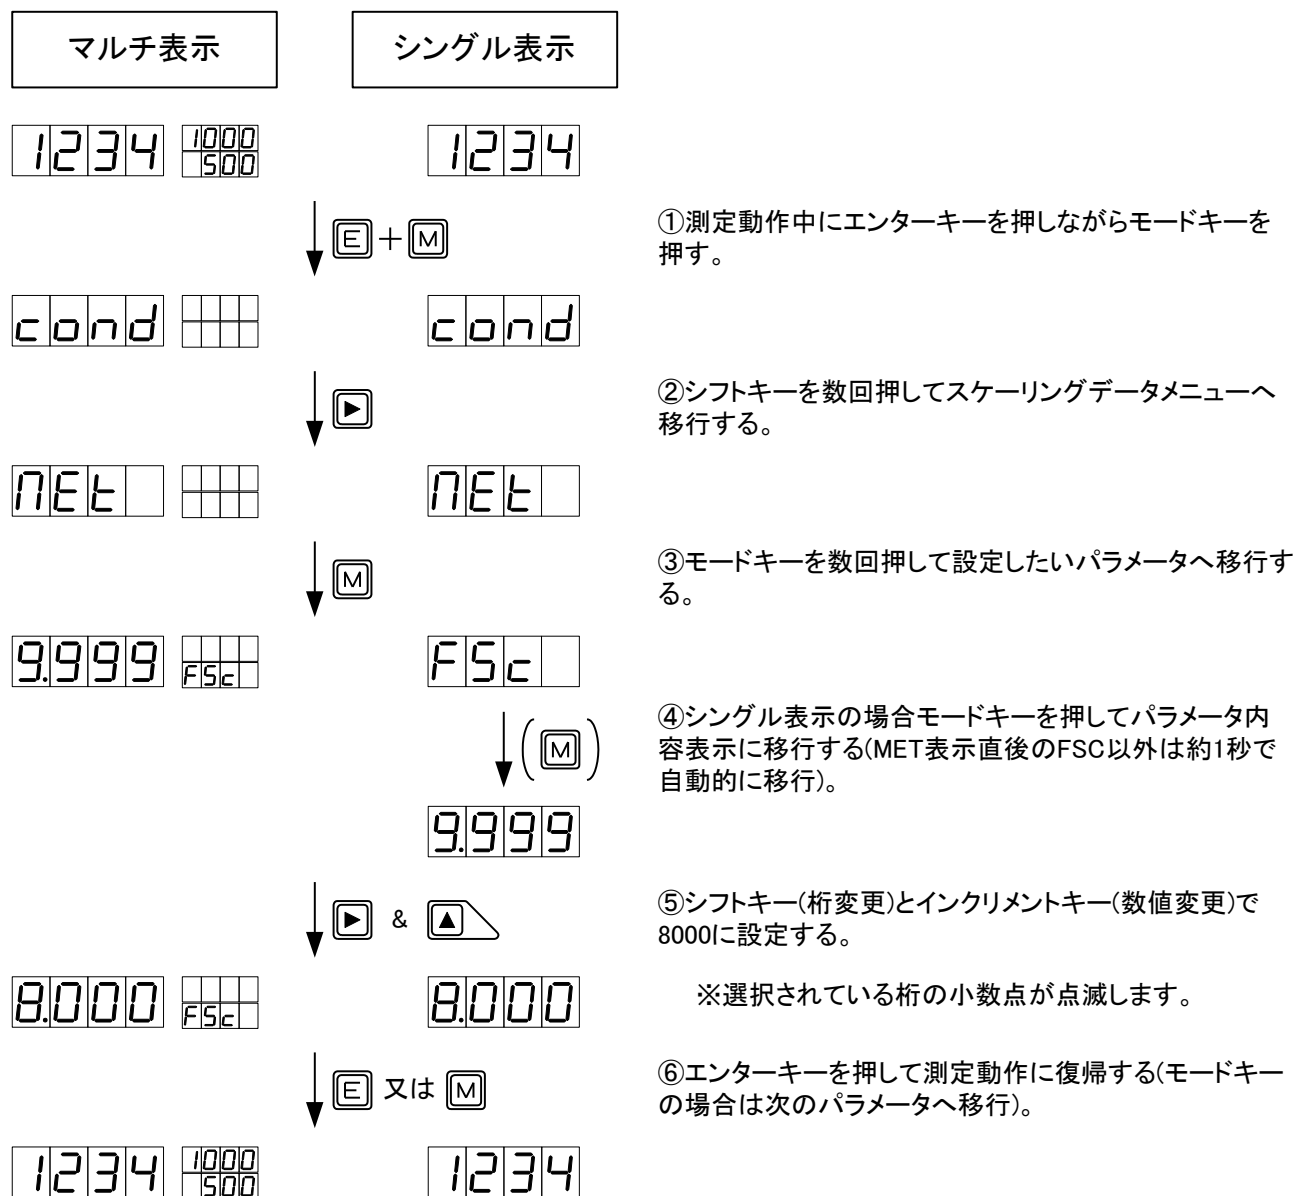 マルチ表示 シングル表示
1234 1000 1234
500
E + M ①測定動作中にエンターキーを押しながらモードキーを
押す。
cond cond
②シフトキーを数回押してスケーリングデータメニューへ
移行する。
MEt MEt
M ③モードキーを数回押して設定したいパラメータへ移行す
る。
9.999 FSc FSc
(M) ④シングル表示の場合モードキーを押してパラメータ内
容表示に移行する(MET表示直後のFSC以外は約1秒で
自動的に移行)。
9.999
& ⑤シフトキー(桁変更)とインクリメントキー(数値変更)で
8000に設定する。
8.000 FSc 8.000 ※選択されている桁の小数点が点滅します。
E 又は M ⑥エンターキーを押して測定動作に復帰する(モードキー
の場合は次のパラメータへ移行)。
1234 1000 1234
500